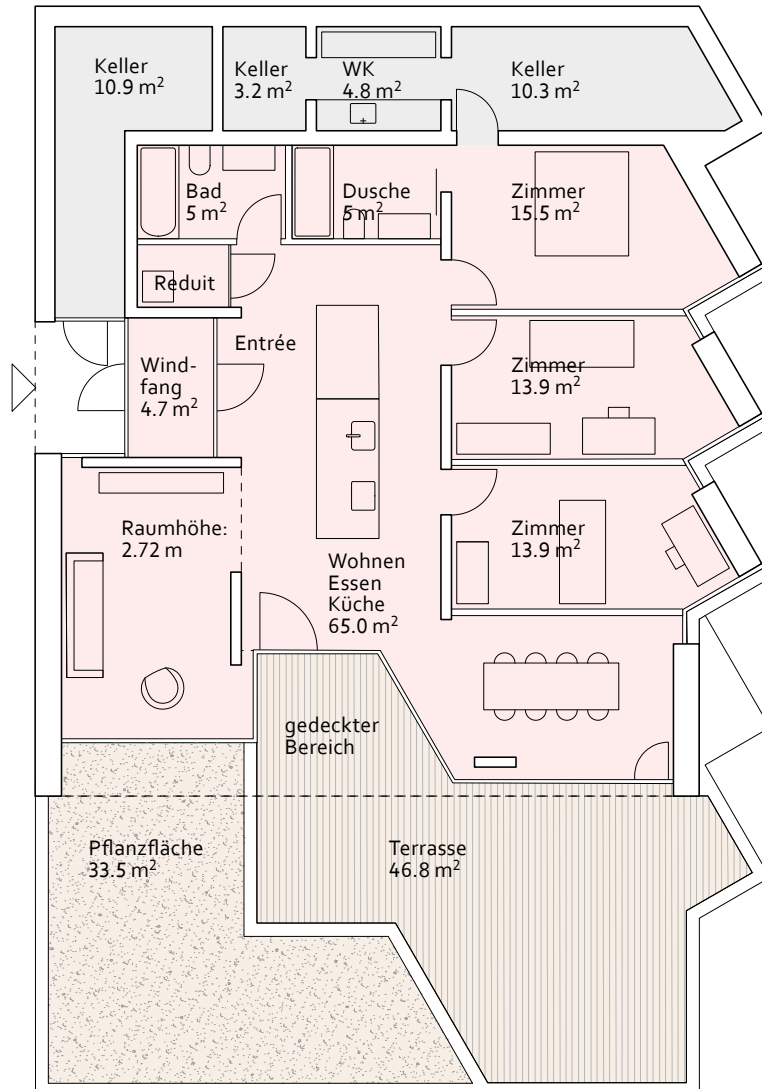 Keller
10.9 m²
Keller
3.2 m²
WK
4.8 m²
Keller
10.3 m²
Bad
5 m²
Dusche
5 m²
Zimmer
15.5 m²
Reduit
Entrée
Wind-
fang
4.7 m²
Zimmer
13.9 m²
Raumhöhe:
2.72 m
Zimmer
13.9 m²
Wohnen
Essen
Küche
65.0 m²
gedeckter
Bereich
Pflanzfläche
33.5 m²
Terrasse
46.8 m²